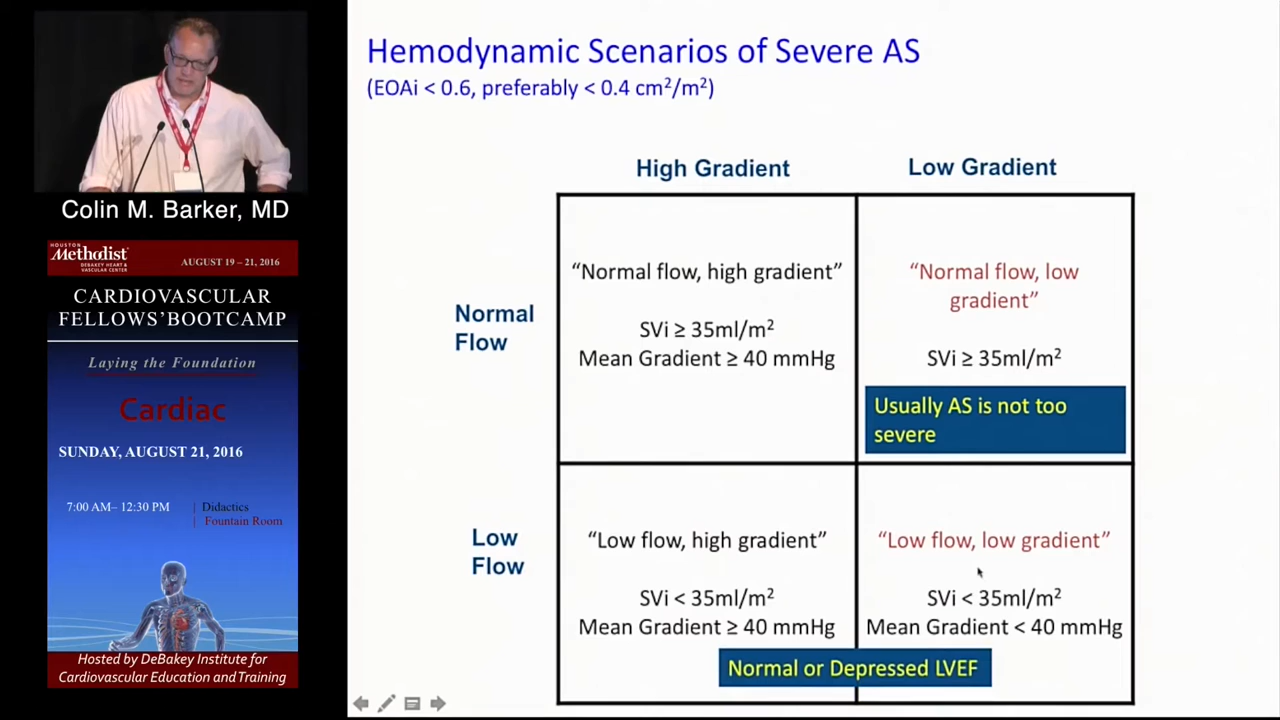 Colin M. Barker, MD
HOUSTON
Methodist
DEBAKEY HEART &
VASCULAR CENTER
AUGUST 19 – 21, 2016
CARDIOVASCULAR
FELLOWS’BOOTCAMP
Laying the Foundation
Cardiac
SUNDAY, AUGUST 21, 2016
7:00 AM– 12:30 PM | Didactics
| Fountain Room
Hosted by DeBakey Institute for
Cardiovascular Education and Training
Hemodynamic Scenarios of Severe AS
(EOAi < 0.6, preferably < 0.4 cm²/m²)
High Gradient
Low Gradient
Normal
Flow
“Normal flow, high gradient”
SVi ≥ 35ml/m²
Mean Gradient ≥ 40 mmHg
“Normal flow, low
gradient”
SVi ≥ 35ml/m²
Usually AS is not too
severe
Low
Flow
“Low flow, high gradient”
SVi < 35ml/m²
Mean Gradient ≥ 40 mmHg
“Low flow, low gradient”
SVi < 35ml/m²
Mean Gradient < 40 mmHg
Normal or Depressed LVEF